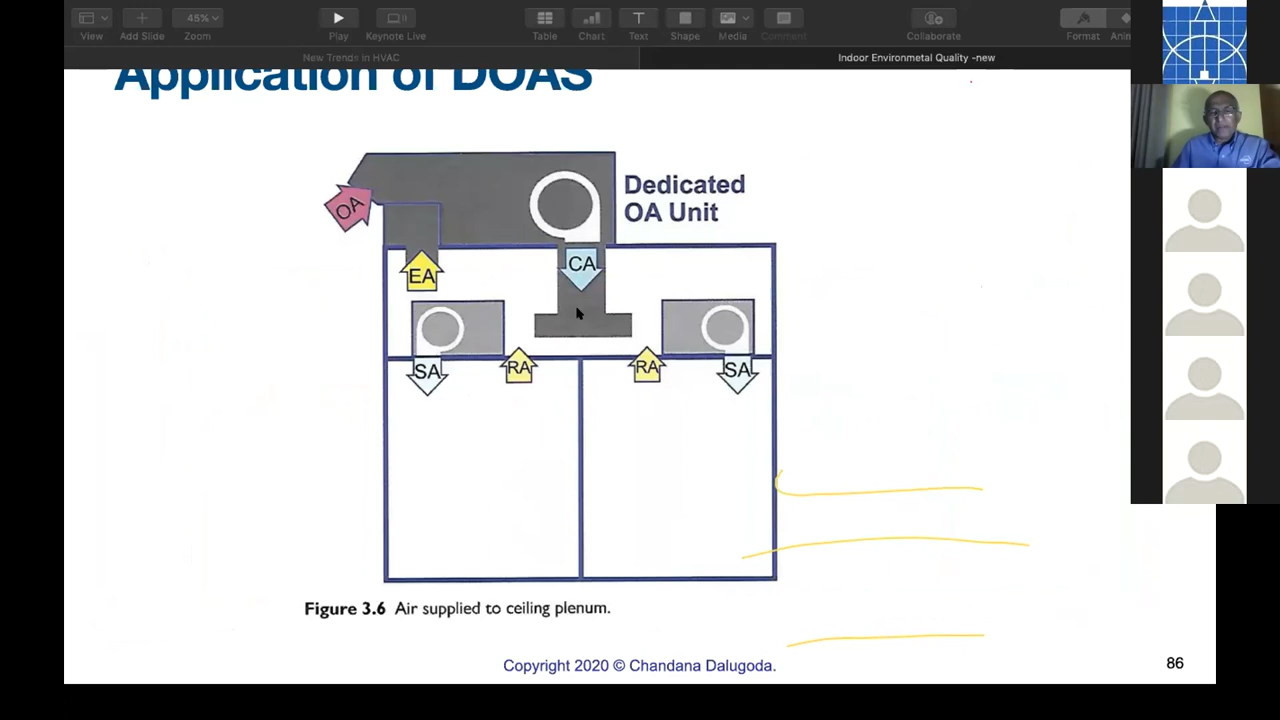 View
Add Slide
45%
Zoom
Play
Keynote Live
Table
Chart
Text
Shape
Media
Comment
Collaborate
Format
Anim
New Trends in HVAC
Indoor Environmetal Quality -new
Application of DOAS
Dedicated
OA Unit
OA
EA
CA
SA
RA
RA
SA
Figure 3.6 Air supplied to ceiling plenum.
Copyright 2020 © Chandana Dalugoda.
86